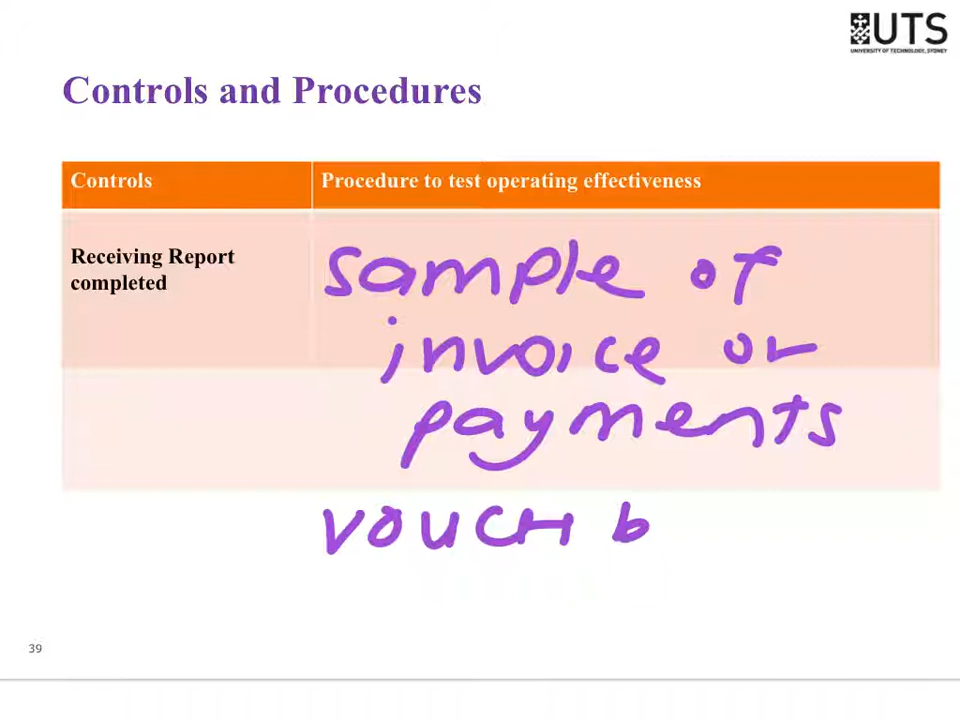 UTS
UNIVERSITY OF TECHNOLOGY, SYDNEY
Controls and Procedures
Controls
Procedure to test operating effectiveness
Receiving Report
completed
sample of
invoice or
payments
VOUCH b
39